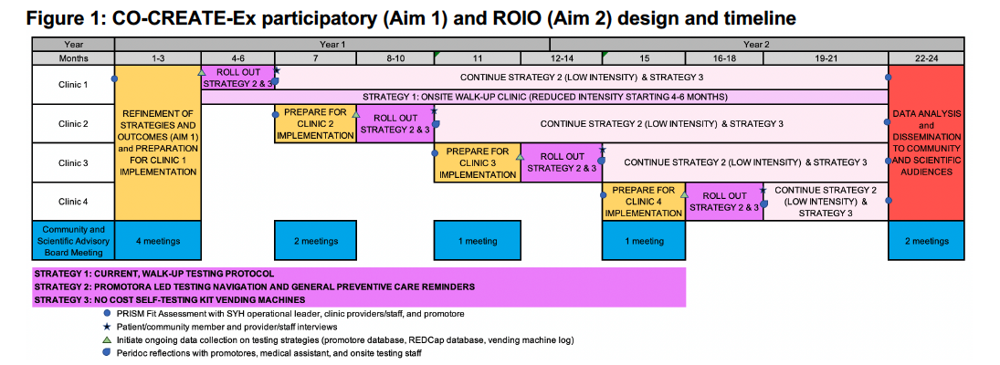 Figure 1: CO-CREATE-Ex participatory (Aim 1) and ROIO (Aim 2) design and timeline
Year
Year 1
Year 2
Months
1-3
4-6
7
8-10
11
12-14
15
16-18
19-21
22-24
Clinic 1
ROLL OUT
STRATEGY 2 & 3
CONTINUE STRATEGY 2 (LOW INTENSITY) & STRATEGY 3
STRATEGY 1: ONSITE WALK-UP CLINIC (REDUCED INTENSITY STARTING 4-6 MONTHS)
REFINEMENT OF
STRATEGIES AND
OUTCOMES (AIM 1)
and PREPARATION
FOR CLINIC 1
IMPLEMENTATION
Clinic 2
PREPARE FOR
CLINIC 2
IMPLEMENTATION
ROLL OUT
STRATEGY 2 & 3
CONTINUE STRATEGY 2 (LOW INTENSITY) & STRATEGY 3
DATA ANALYSIS
and
DISSEMINATION
TO COMMUNITY
AND SCIENTIFIC
AUDIENCES
Clinic 3
PREPARE FOR
CLINIC 3
IMPLEMENTATION
ROLL OUT
STRATEGY 2 & 3
CONTINUE STRATEGY 2 (LOW INTENSITY) & STRATEGY 3
Clinic 4
PREPARE FOR
CLINIC 4
IMPLEMENTATION
ROLL OUT
STRATEGY 2 & 3
CONTINUE STRATEGY 2
(LOW INTENSITY) &
STRATEGY 3
Community and
Scientific Advisory
Board Meeting
4 meetings
2 meetings
1 meeting
1 meeting
2 meetings
STRATEGY 1: CURRENT, WALK-UP TESTING PROTOCOL
STRATEGY 2: PROMOTORA LED TESTING NAVIGATION AND GENERAL PREVENTIVE CARE REMINDERS
STRATEGY 3: NO COST SELF-TESTING KIT VENDING MACHINES
PRISM Fit Assessment with SYH operational leader, clinic providers/staff, and promotore
Patient/community member and provider/staff interviews
Initiate ongoing data collection on testing strategies (promotore database, REDCap database, vending machine log)
Peridoc reflections with promotores, medical assistant, and onsite testing staff